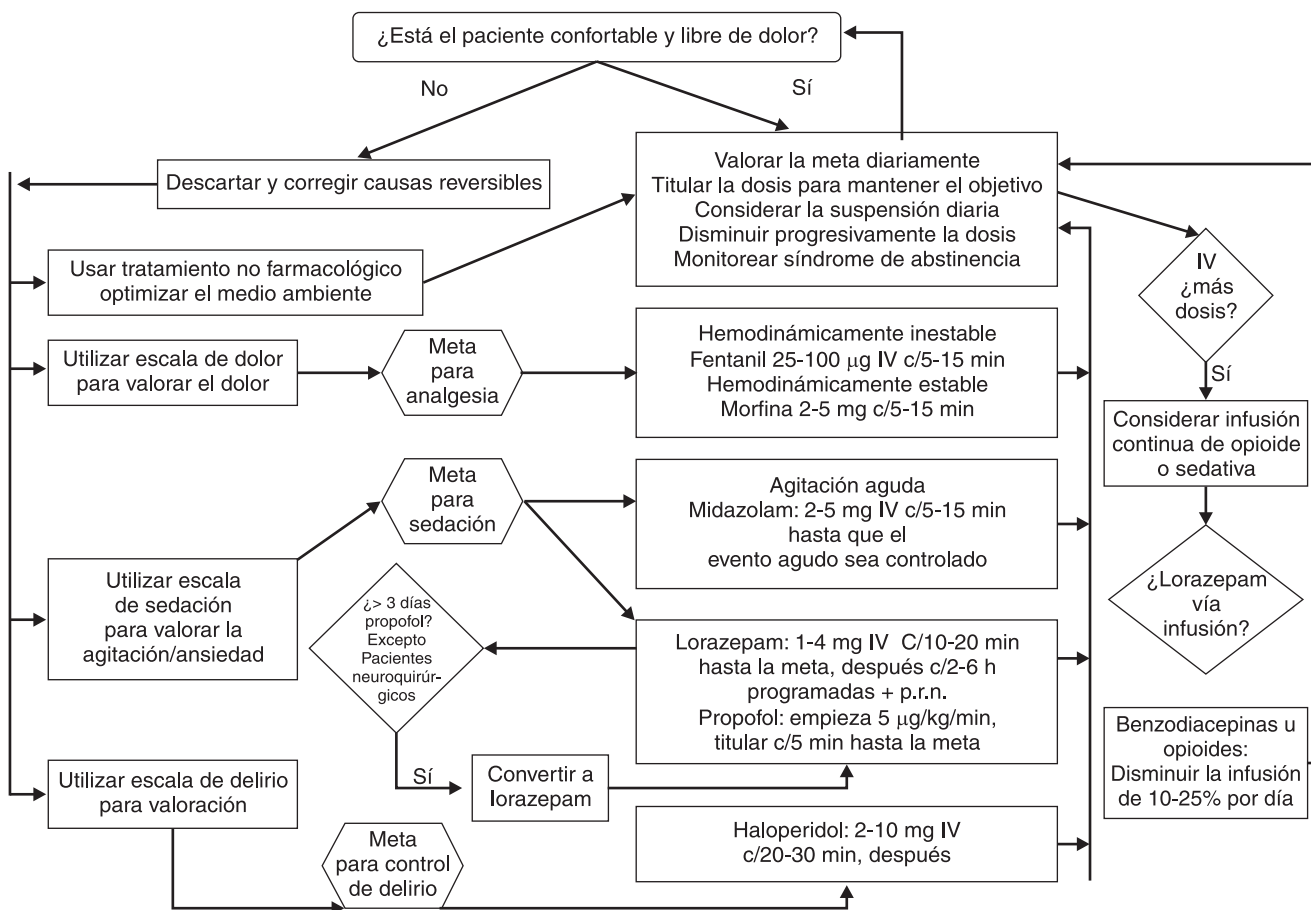 ¿Está el paciente confortable y libre de dolor?
No
Sí
Descartar y corregir causas reversibles
Valorar la meta diariamente
Titular la dosis para mantener el objetivo
Considerar la suspensión diaria
Disminuir progresivamente la dosis
Monitorear síndrome de abstinencia
Usar tratamiento no farmacológico
optimizar el medio ambiente
IV
¿más
dosis?
Utilizar escala de dolor
para valorar el dolor
Meta
para
analgesia
Hemodinámicamente inestable
Fentanil 25-100 μg IV c/5-15 min
Hemodinámicamente estable
Morfina 2-5 mg c/5-15 min
Sí
Considerar infusión
continua de opioide
o sedativa
Meta
para
sedación
Agitación aguda
Midazolam: 2-5 mg IV c/5-15 min
hasta que el
evento agudo sea controlado
Utilizar escala
de sedación
para valorar la
agitación/ansiedad
¿> 3 días
propofol?
Excepto
Pacientes
neuroquirúr-
gicos
Lorazepam: 1-4 mg IV C/10-20 min
hasta la meta, después c/2-6 h
programadas + p.r.n.
Propofol: empieza 5 μg/kg/min,
titular c/5 min hasta la meta
¿Lorazepam
vía
infusión?
Sí
Convertir a
lorazepam
Benzodiacepinas u
opioides:
Disminuir la infusión
de 10-25% por día
Utilizar escala de delirio
para valoración
Meta
para control
de delirio
Haloperidol: 2-10 mg IV
c/20-30 min, después